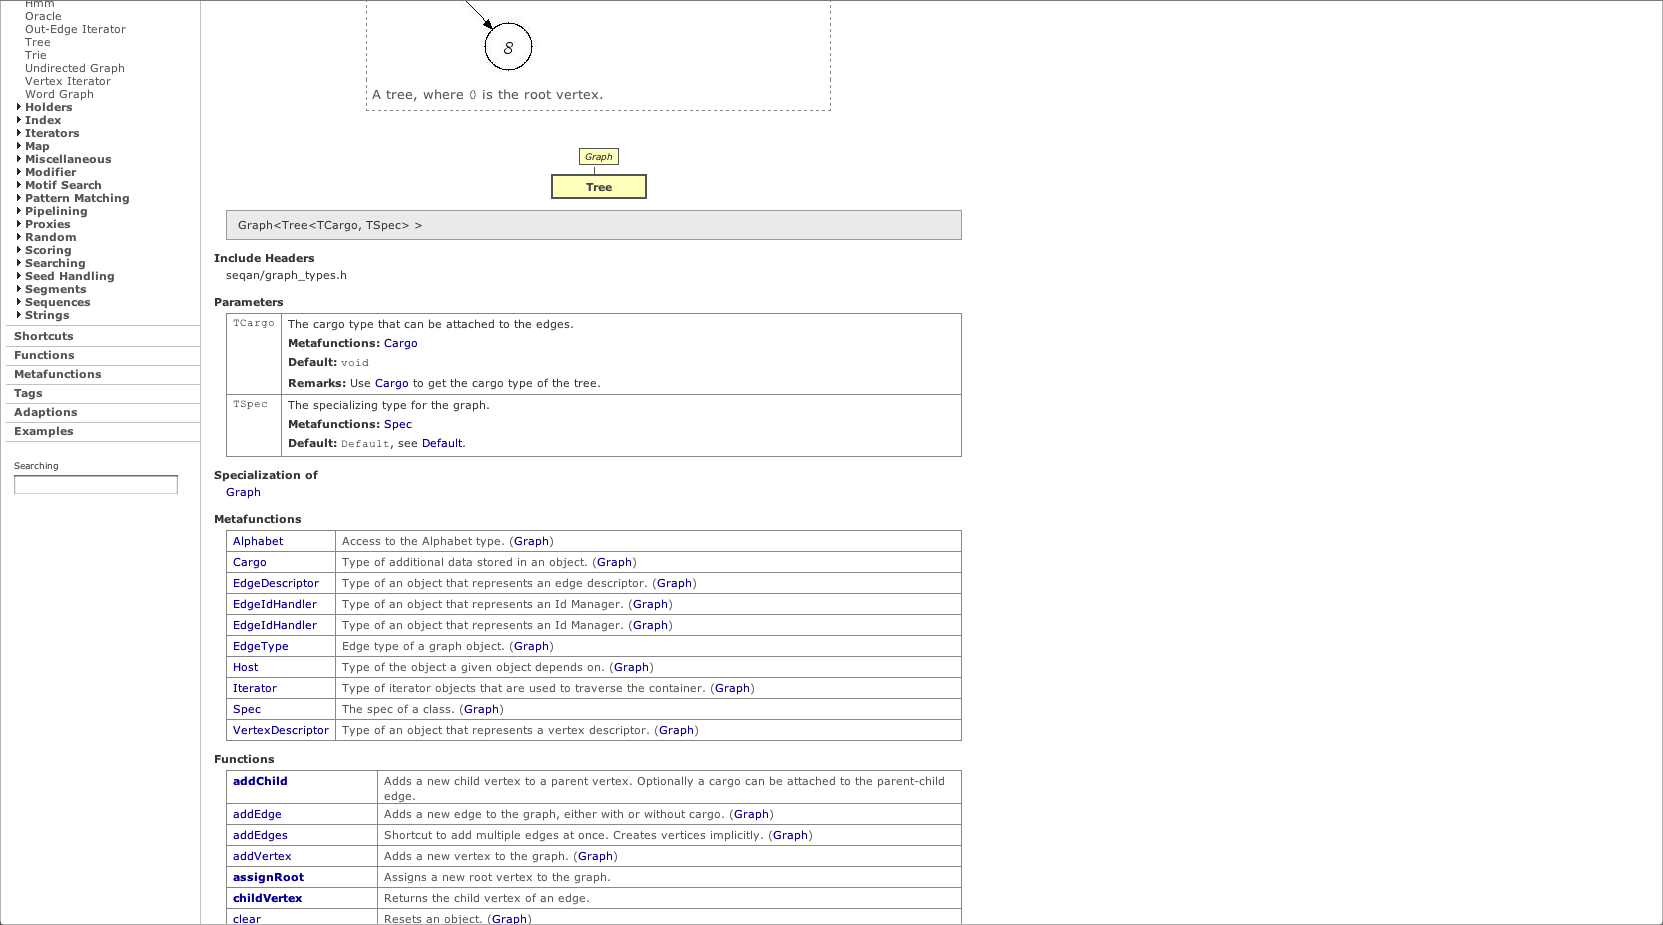 Hmm
Oracle
Out-Edge Iterator
Tree
Trie
Undirected Graph
Vertex Iterator
Word Graph
Holders
Index
Iterators
Map
Miscellaneous
Modifier
Motif Search
Pattern Matching
Pipelining
Proxies
Random
Scoring
Searching
Seed Handling
Segments
Sequences
Strings
Shortcuts
Functions
Metafunctions
Tags
Adaptions
Examples
Searching
8
A tree, where 0 is the root vertex.
Graph
Tree
Graph<Tree<TCargo, TSpec> >
Include Headers
seqan/graph_types.h
Parameters
TCargo The cargo type that can be attached to the edges.
Metafunctions: Cargo
Default: void
Remarks: Use Cargo to get the cargo type of the tree.
TSpec The specializing type for the graph.
Metafunctions: Spec
Default: Default, see Default.
Specialization of
Graph
Metafunctions
Alphabet Access to the Alphabet type. (Graph)
Cargo Type of additional data stored in an object. (Graph)
EdgeDescriptor Type of an object that represents an edge descriptor. (Graph)
EdgeIdHandler Type of an object that represents an Id Manager. (Graph)
EdgeIdHandler Type of an object that represents an Id Manager. (Graph)
EdgeType Edge type of a graph object. (Graph)
Host Type of the object a given object depends on. (Graph)
Iterator Type of iterator objects that are used to traverse the container. (Graph)
Spec The spec of a class. (Graph)
VertexDescriptor Type of an object that represents a vertex descriptor. (Graph)
Functions
addChild Adds a new child vertex to a parent vertex. Optionally a cargo can be attached to the parent-child
edge.
addEdge Adds a new edge to the graph, either with or without cargo. (Graph)
addEdges Shortcut to add multiple edges at once. Creates vertices implicitly. (Graph)
addVertex Adds a new vertex to the graph. (Graph)
assignRoot Assigns a new root vertex to the graph.
childVertex Returns the child vertex of an edge.
clear Resets an object. (Graph)